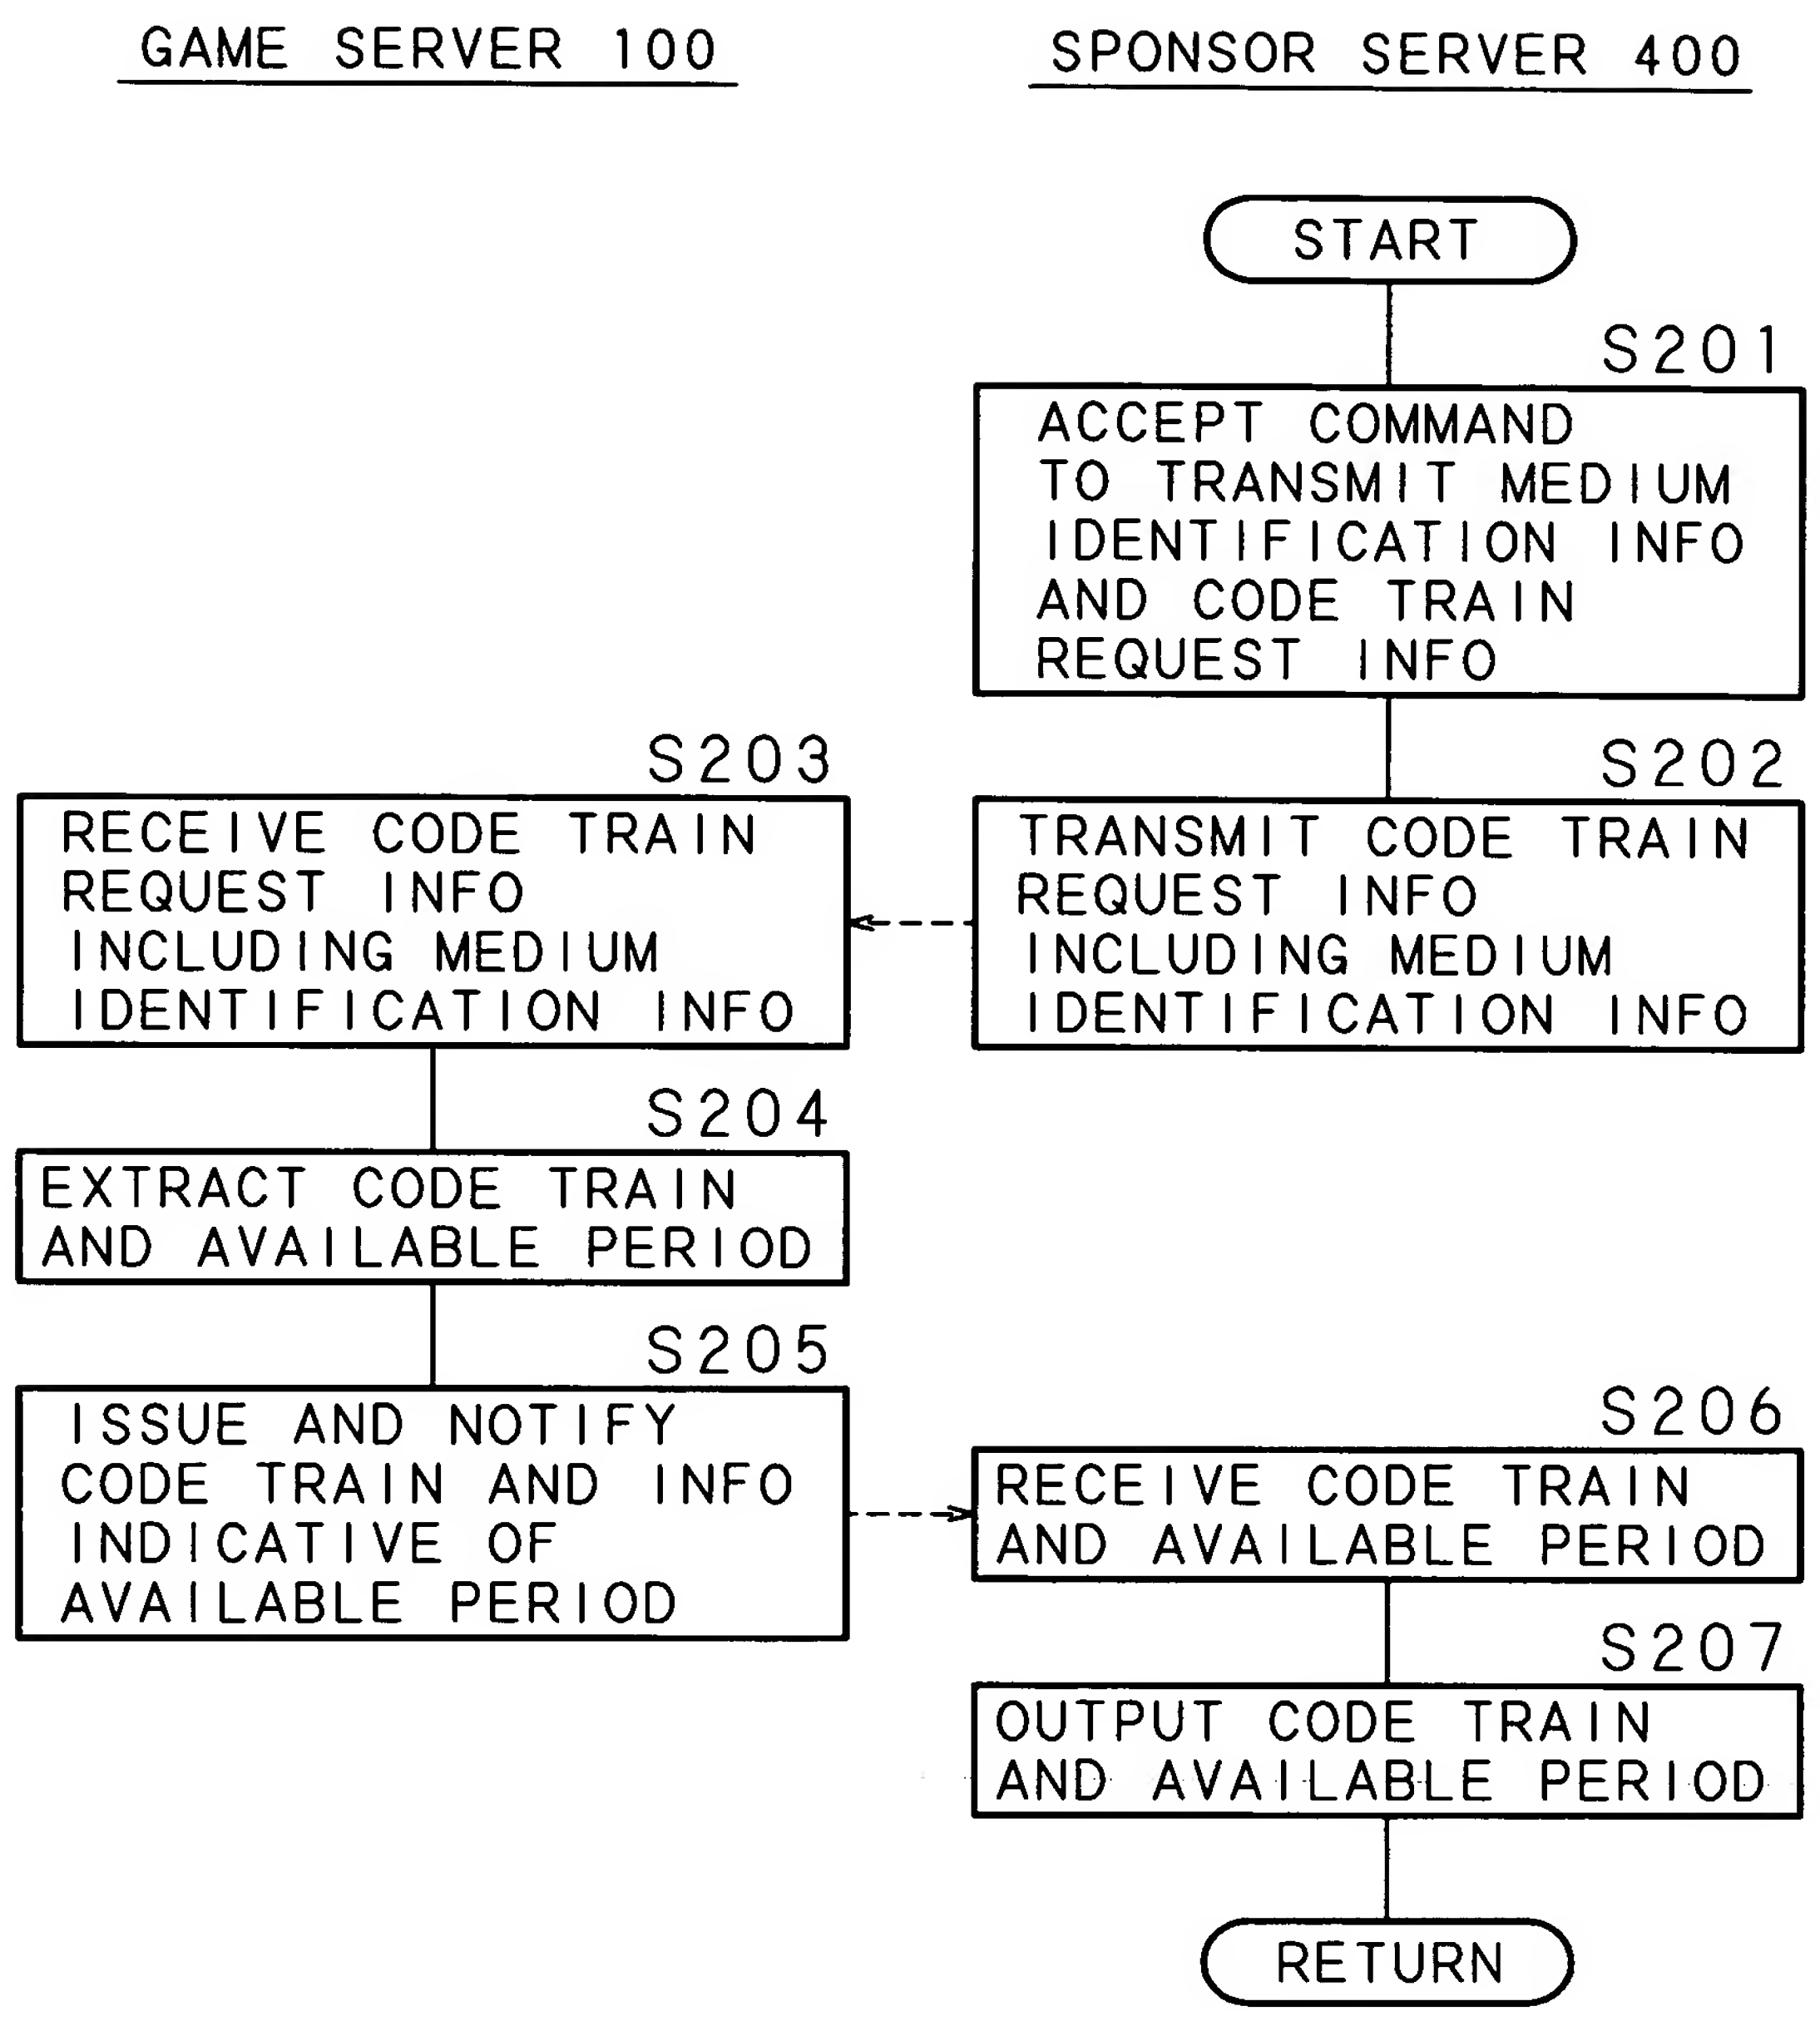 GAME SERVER 100
SPONSOR SERVER 400
START
S201
ACCEPT COMMAND
TO TRANSMIT MEDIUM
IDENTIFICATION INFO
AND CODE TRAIN
REQUEST INFO
S202
TRANSMIT CODE TRAIN
REQUEST INFO
INCLUDING MEDIUM
IDENTIFICATION INFO
S203
RECEIVE CODE TRAIN
REQUEST INFO
INCLUDING MEDIUM
IDENTIFICATION INFO
S204
EXTRACT CODE TRAIN
AND AVAILABLE PERIOD
S205
ISSUE AND NOTIFY
CODE TRAIN AND INFO
INDICATIVE OF
AVAILABLE PERIOD
S206
RECEIVE CODE TRAIN
AND AVAILABLE PERIOD
S207
OUTPUT CODE TRAIN
AND AVAILABLE PERIOD
RETURN